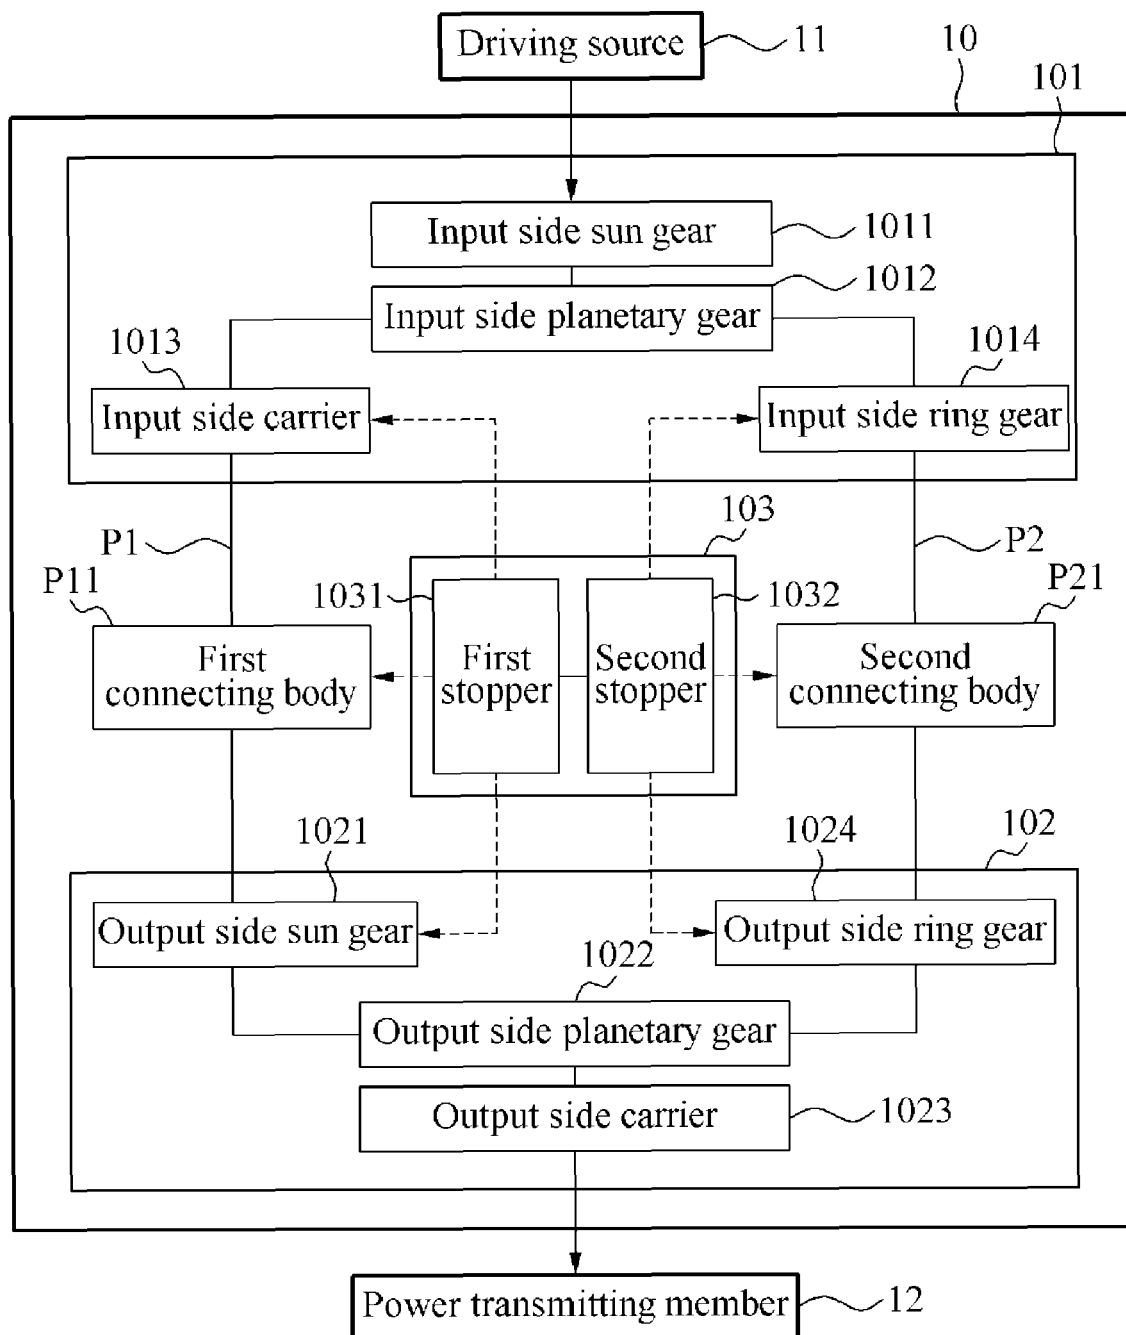 Driving source
11
10
101
Input side sun gear
1011
1012
Input side planetary gear
1013
1014
Input side carrier
Input side ring gear
P1
103
P2
P11
1031
1032
P21
First
connecting body
First
stopper
Second
stopper
Second
connecting body
1021
1024
102
Output side sun gear
Output side ring gear
1022
Output side planetary gear
Output side carrier
1023
Power transmitting member
12